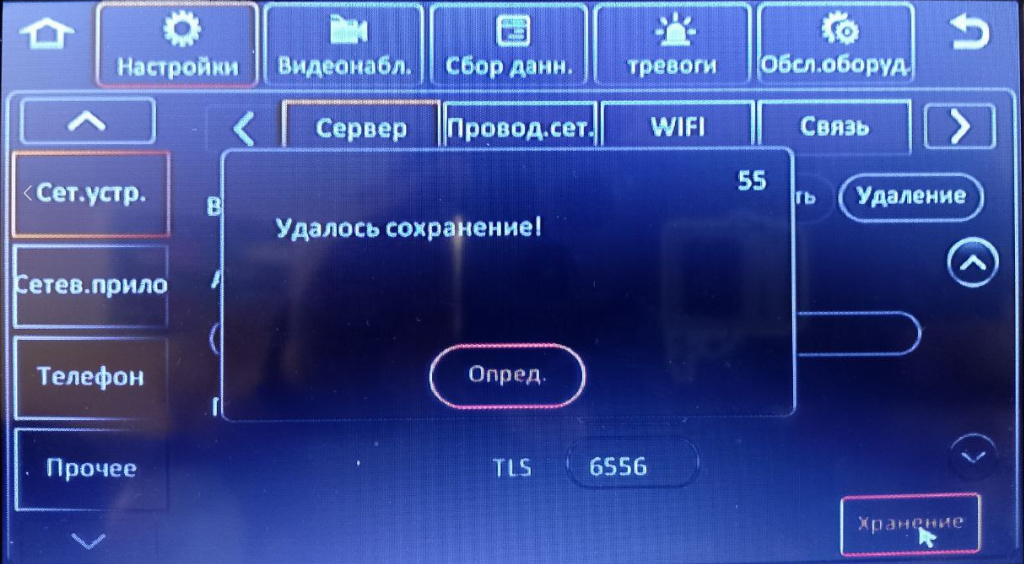 Настройки
Видеонабл.
Сбор данн.
тревоги
Обсл.оборуд.
Сервер
Провод.сет.
WIFI
Связь
Сет.устр.
55
ть
Удаление
В
Удалось сохранение!
Сетев.прило
Опред.
Телефон
Прочее
TLS
6556
Хранение